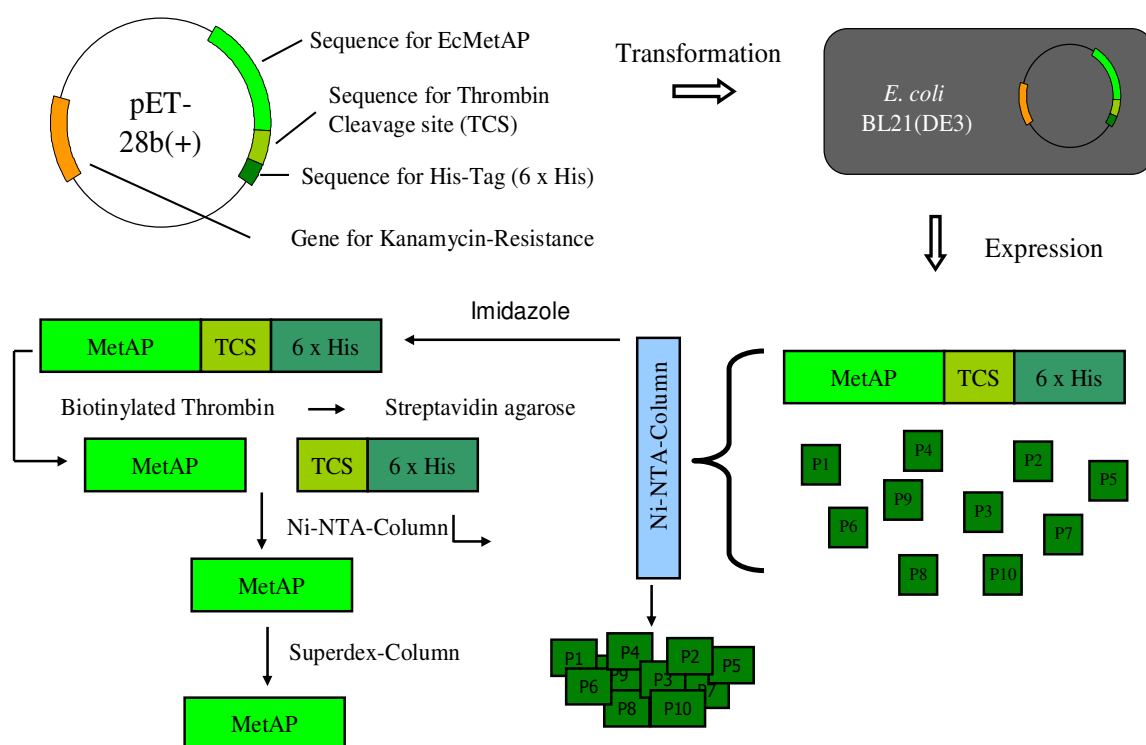 Sequence for EcMetAP
Transformation
pET-
28b(+)
Sequence for Thrombin
Cleavage site (TCS)
E. coli
BL21(DE3)
Sequence for His-Tag (6 x His)
Gene for Kanamycin-Resistance
Expression
Imidazole
MetAP TCS 6 x His
MetAP TCS 6 x His
Biotinylated Thrombin Streptavidin agarose
MetAP TCS 6 x His
Ni-NTA-Column
Ni-NTA-Column
MetAP
Superdex-Column
MetAP
P1
P4
P2
P5
P9
P3
P6
P7
P8
P10
P1
P4
P2
P5
P9
P3
P6
P7
P8
P10